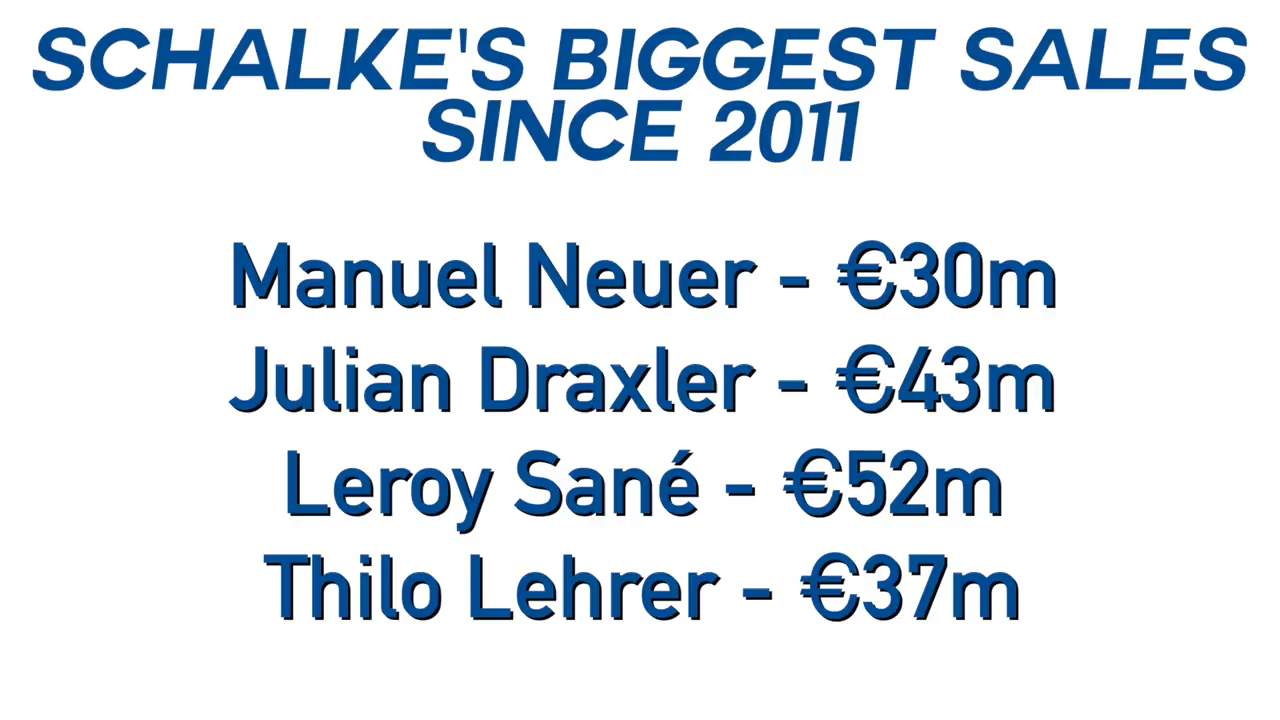 SCHALKE'S BIGGEST SALES
SINCE 2011
Manuel Neuer - €30m
Julian Draxler - €43m
Leroy Sané - €52m
Thilo Lehrer - €37m